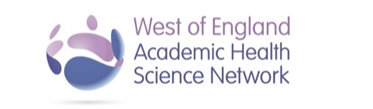 West of England
Academic Health
Science Network